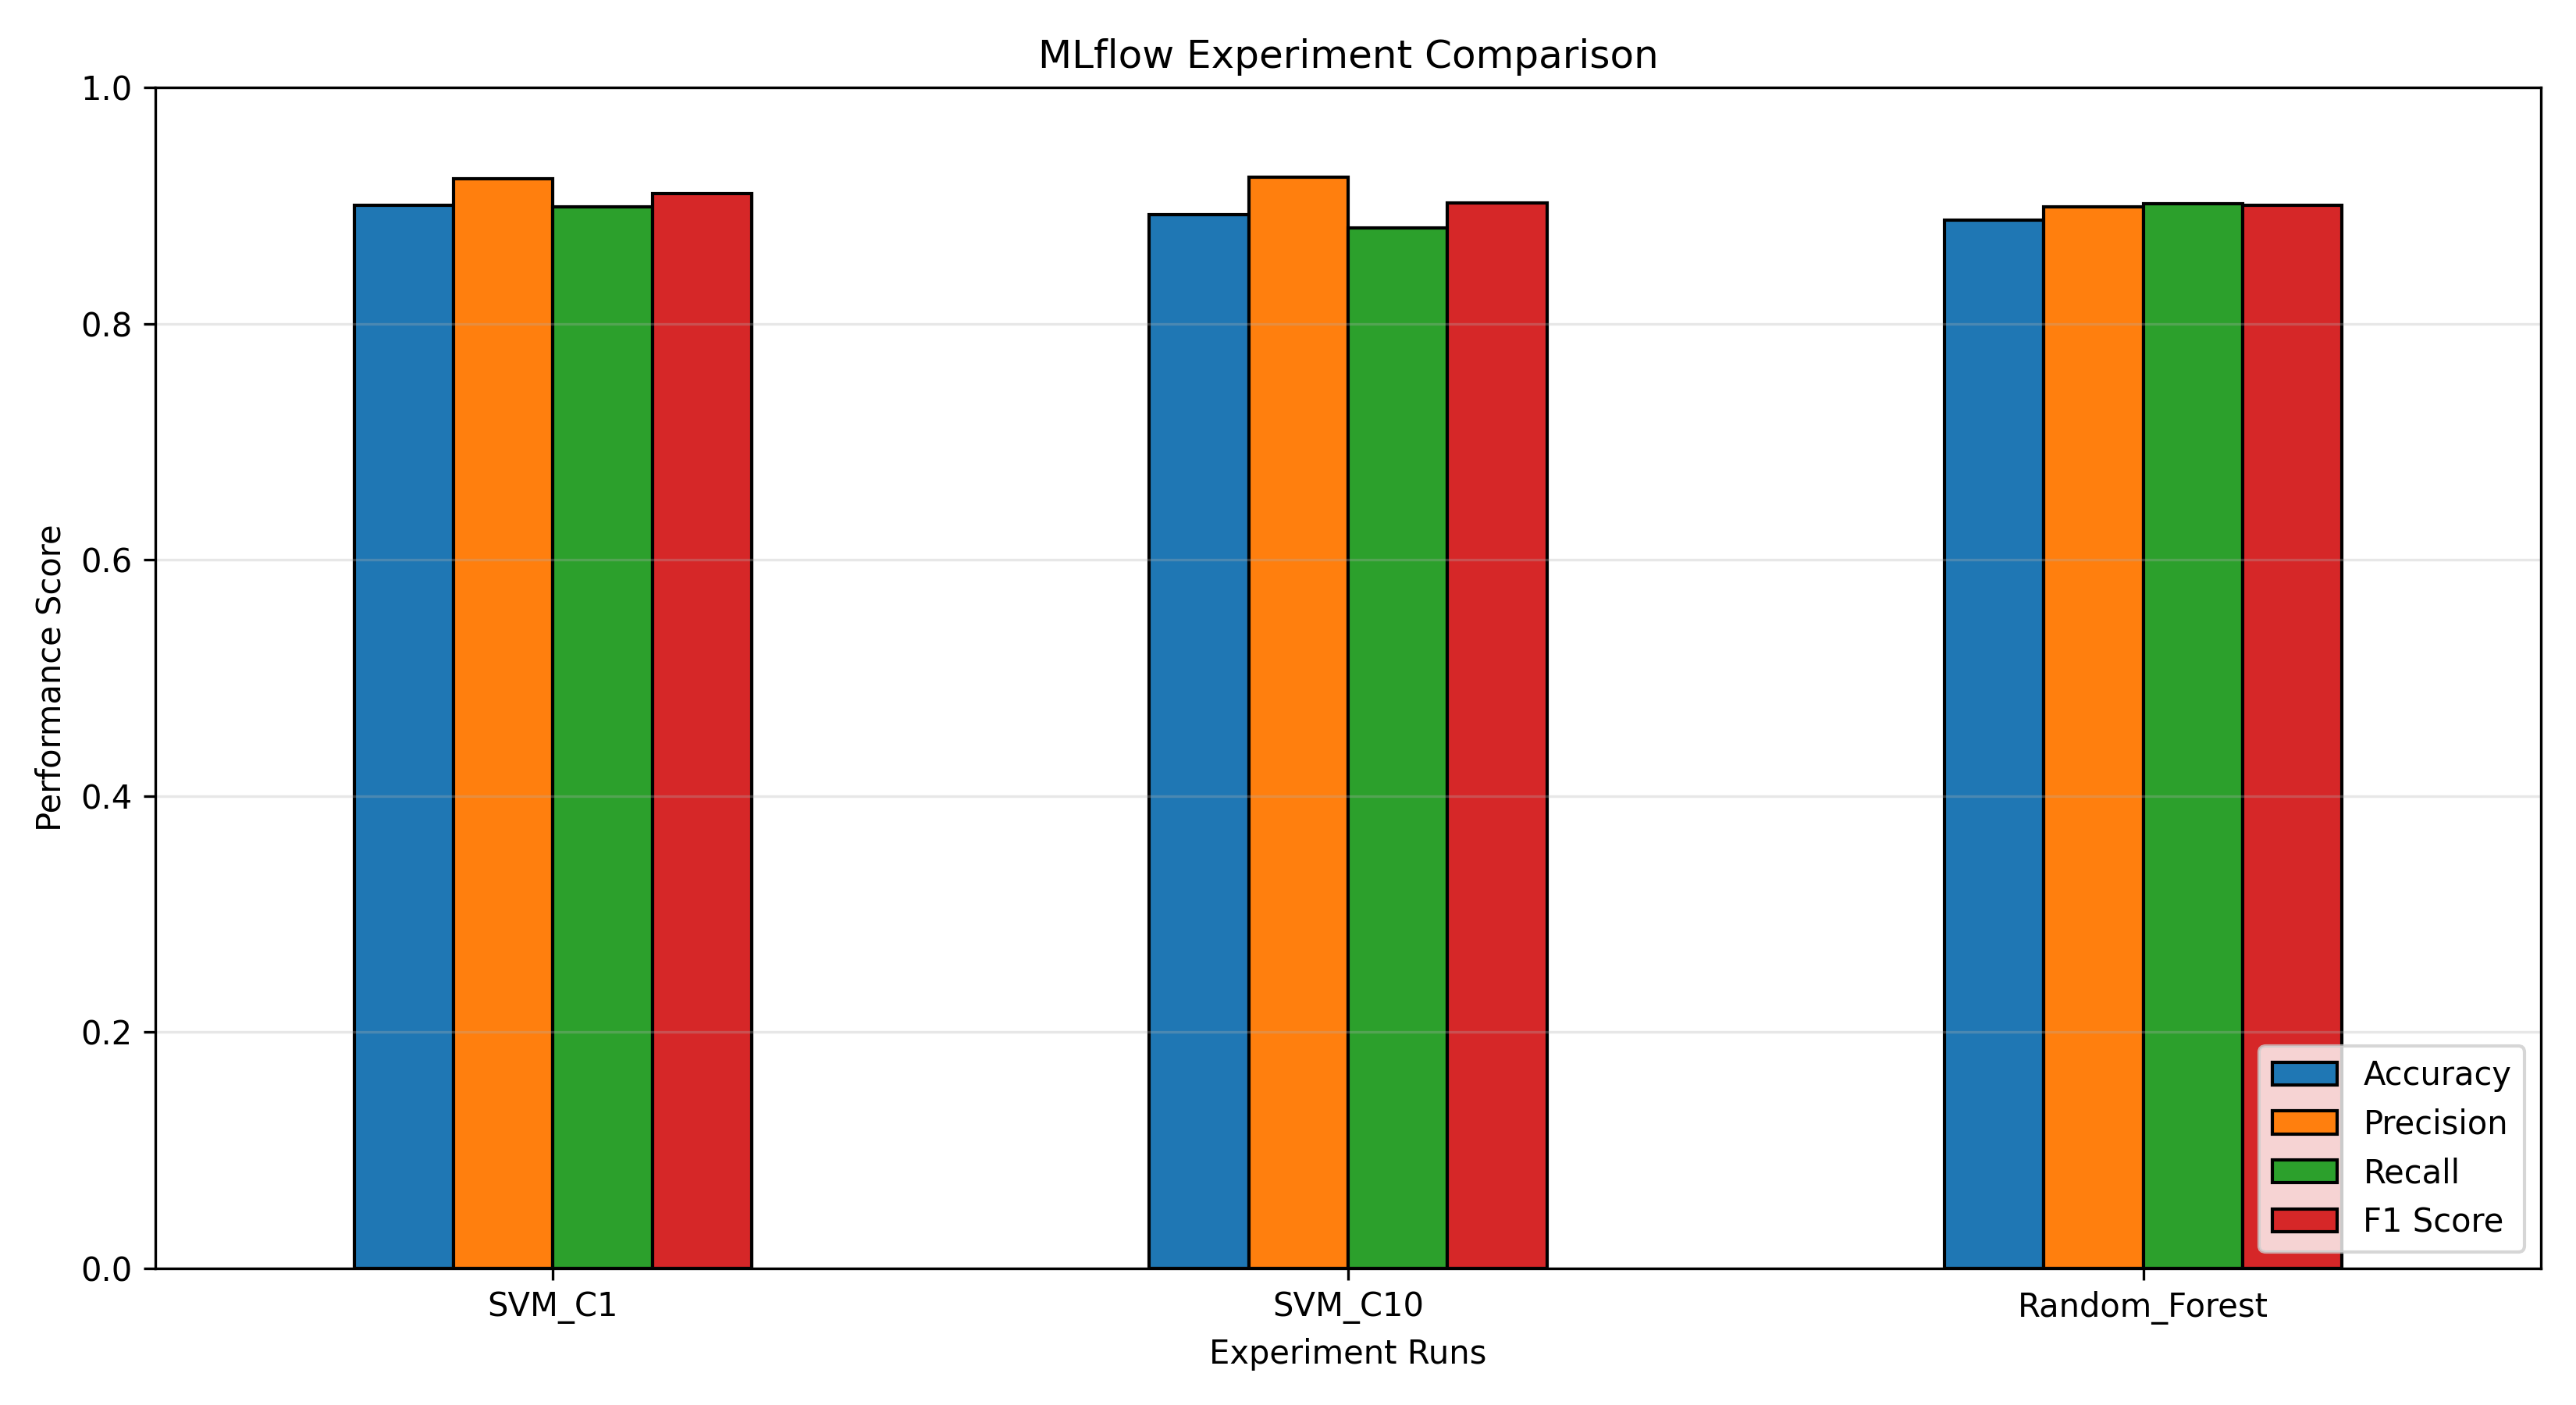 MLflow Experiment Comparison
1.0
0.8
0.6
0.4
0.2
0.0
Performance Score
SVM_C1
SVM_C10
Random_Forest
Experiment Runs
Accuracy
Precision
Recall
F1 Score